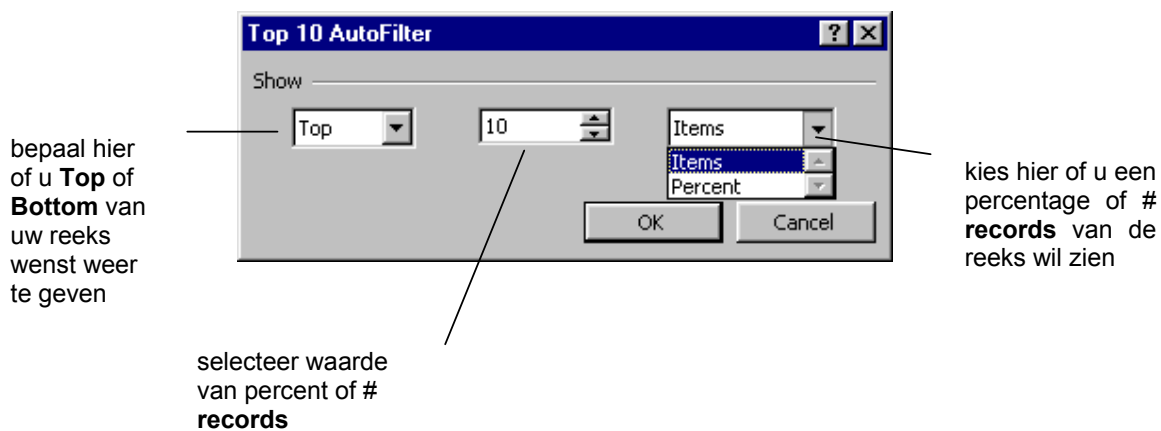 Top 10 AutoFilter
Show
Top
10
Items
Items
Percent
OK
Cancel
bepaal hier
of u Top of
Bottom van
uw reeks
wenst weer
te geven
kies hier of u een
percentage of #
records van de
reeks wil zien
selecteer waarde
van percent of #
records